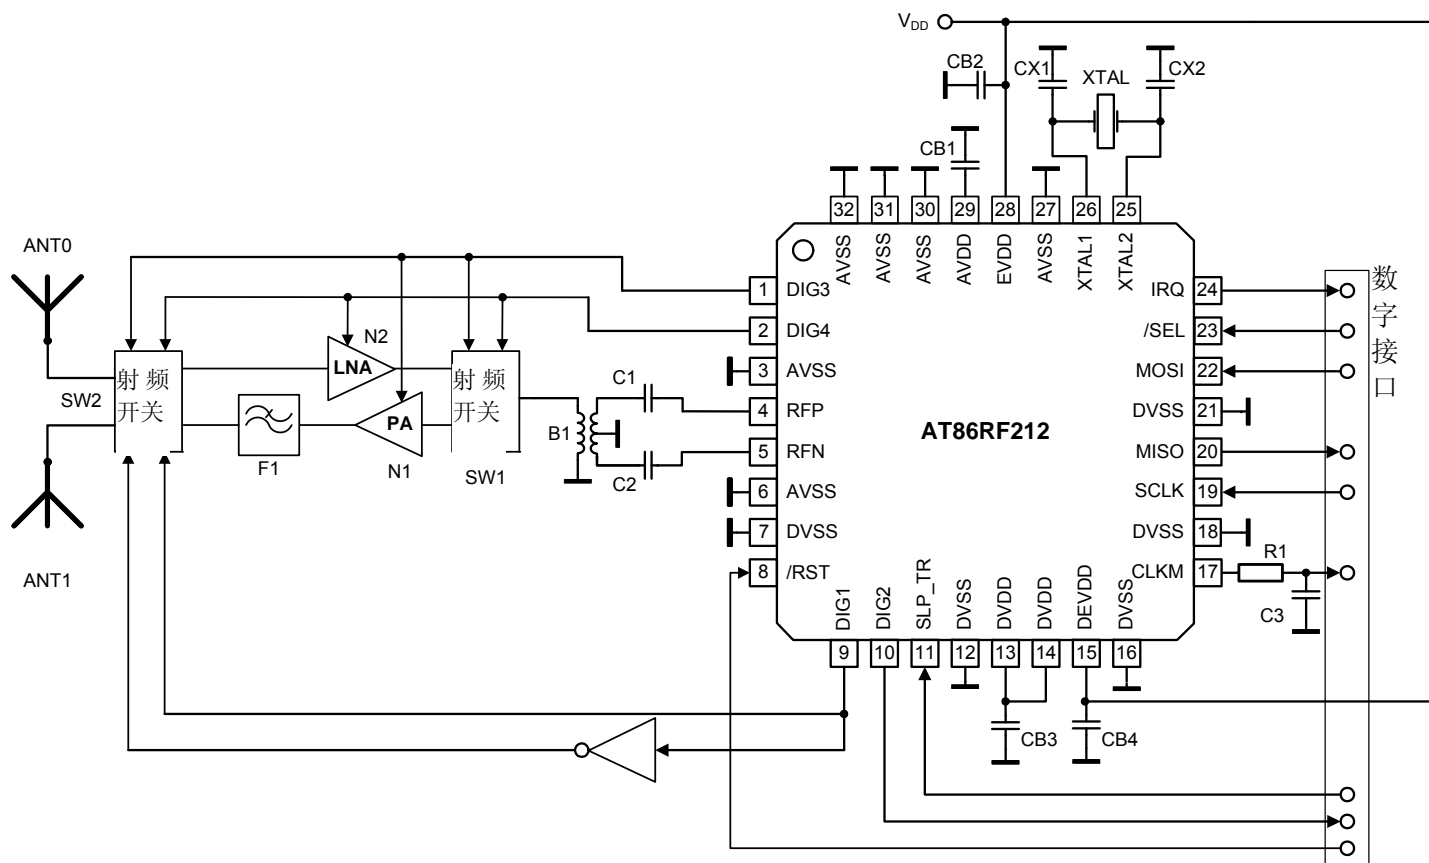 VDD
CB2
CX1
XTAL
CX2
CB1
32 31 30 29 28 27 26 25
AVSS AVSS AVSS AVDD EVDD AVSS XTAL1 XTAL2
ANT0
1 DIG3
2 DIG4
3 AVSS
4 RFP
5 RFN
6 AVSS
7 DVSS
8 /RST
IRQ 24
/SEL 23
MOSI 22
DVSS 21
MISO 20
SCLK 19
DVSS 18
CLKM 17
AT86RF212
数字接口
N2
LNA
射频
开关
SW2
射频
开关
SW1
PA
N1
F1
B1
C1
C2
ANT1
R1
C3
DIG1 DIG2 SLP_TR DVSS DVDD DVDD DEVDD DVSS
9 10 11 12 13 14 15 16
CB3
CB4